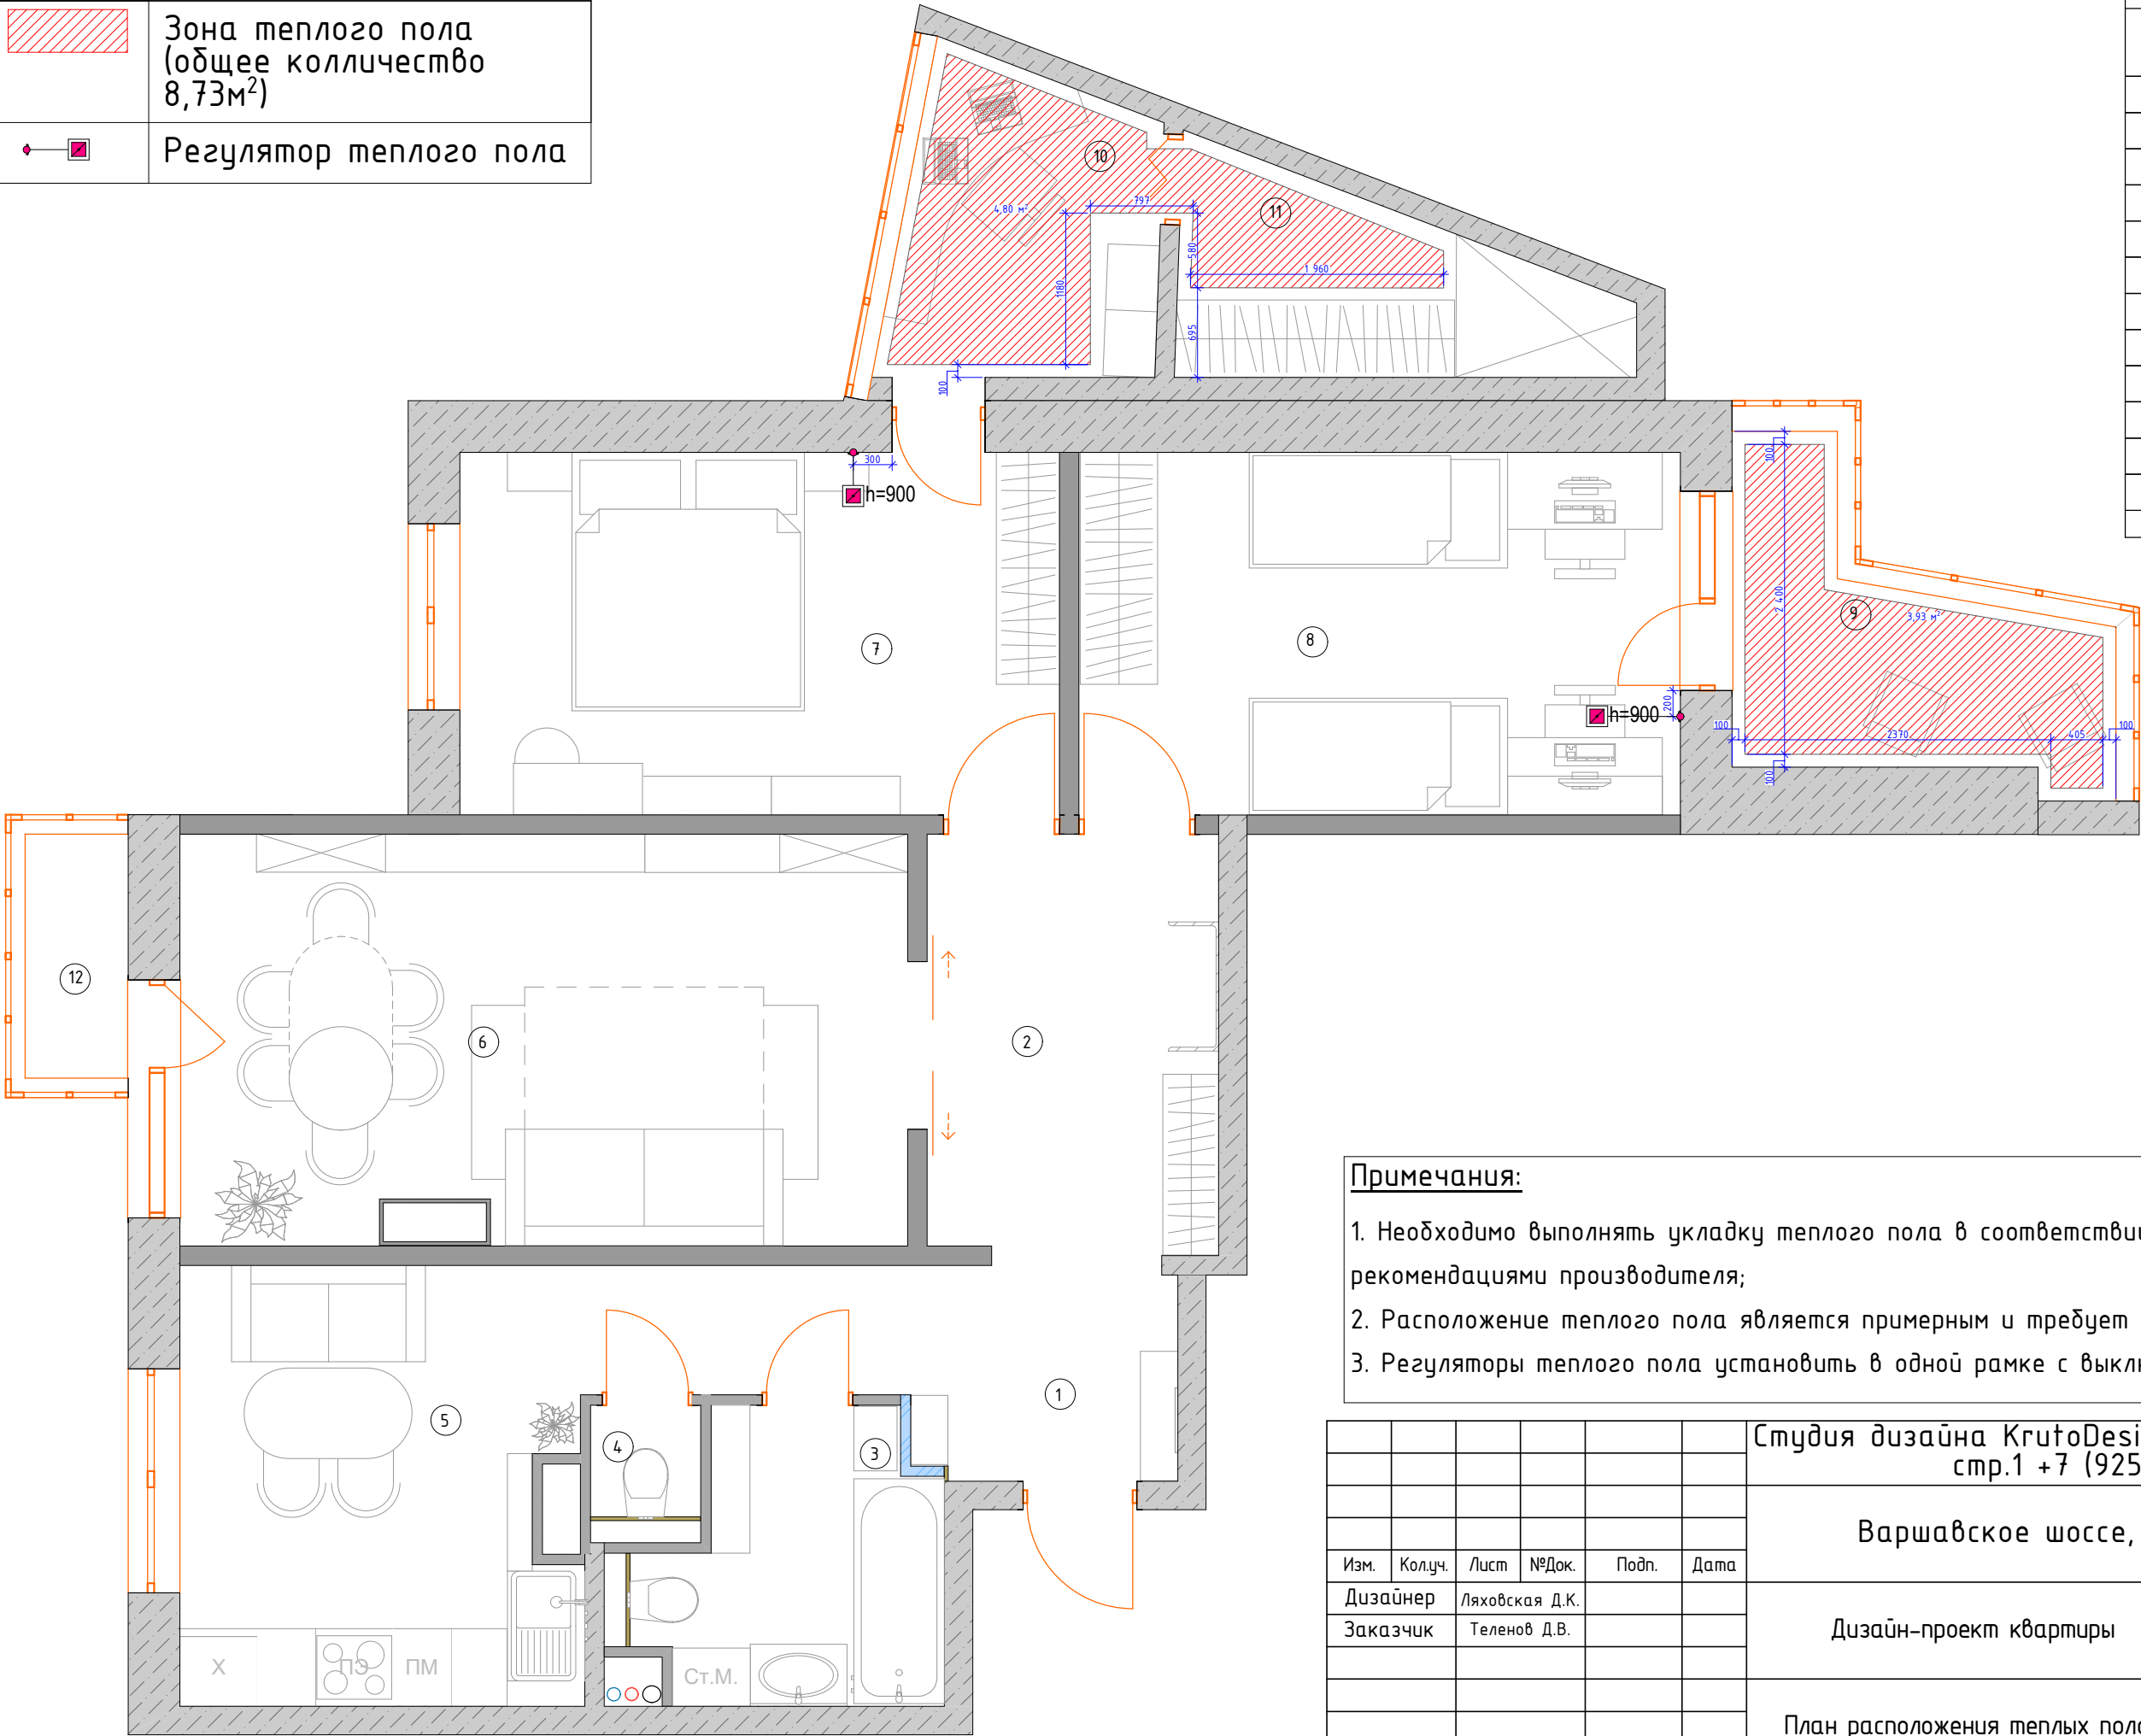 Зона теплого пола
(общее колличество
8,73м²)
Регулятор теплого пола
10
4,80 м²
797
11
580
1 960
1180
695
100
300
h=900
7
8
h=900
200
100
2 400
9
3,93 м²
100
2370
405
100
100
12
6
2
5
4
3
1
Х
ПЭ
ПМ
Ст.М.
Примечания:
1. Необходимо выполнять укладку теплого пола в
рекомендациями производителя;
2. Расположение теплого пола является примерным и требует
3. Регуляторы теплого пола установить в одной рамке с
Студия дизайна
стр.1 +7 (925
Варшавское шоссе,
Изм. Кол.уч. Лист №Док. Подп. Дата
Дизайнер Ляховская Д.К.
Заказчик Теленов Д.В.
Дизайн-проект квартиры
План расположения теплых